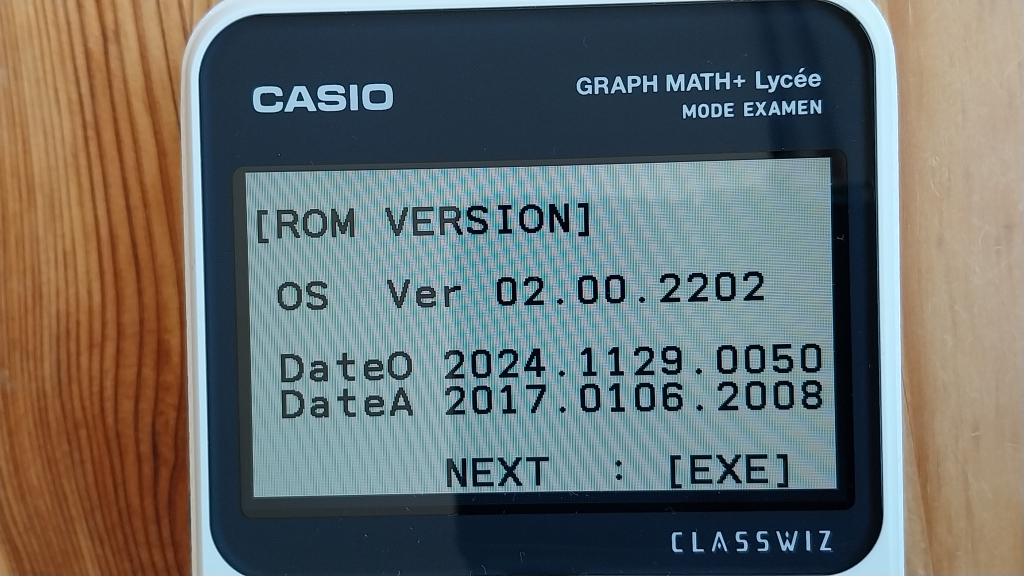 CASIO
GRAPH MATH+ Lycée
MODE EXAMEN
[ROM VERSION]
OS Ver 02.00.2202
DateO 2024.1129.0050
DateA 2017.0106.2008
NEXT : [EXE]
CLASSWIZ